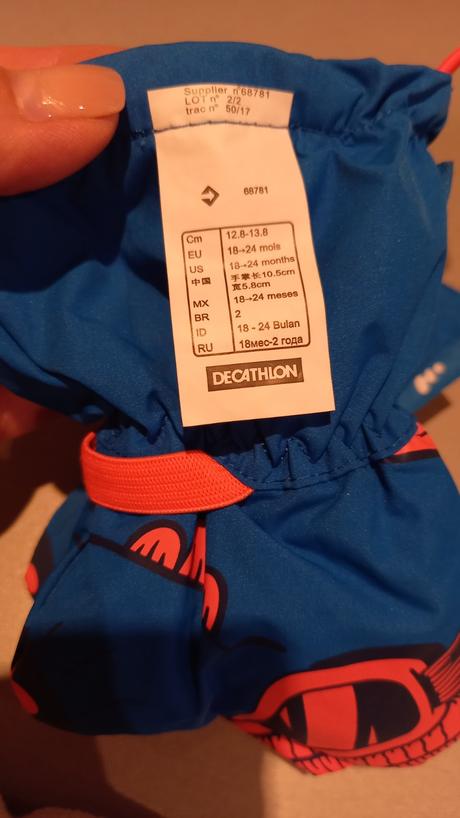 Supplier n°68781
LOT n° 2/2
trac n° 50/17
68781
Cm 12.8-13.8
EU 18→24 mois
US 18→24 months
中国 手掌长10.5cm
宽5.8cm
MX 18→24 meses
BR 2
ID 18 - 24 Bulan
RU 18мес-2 года
DECATHLON